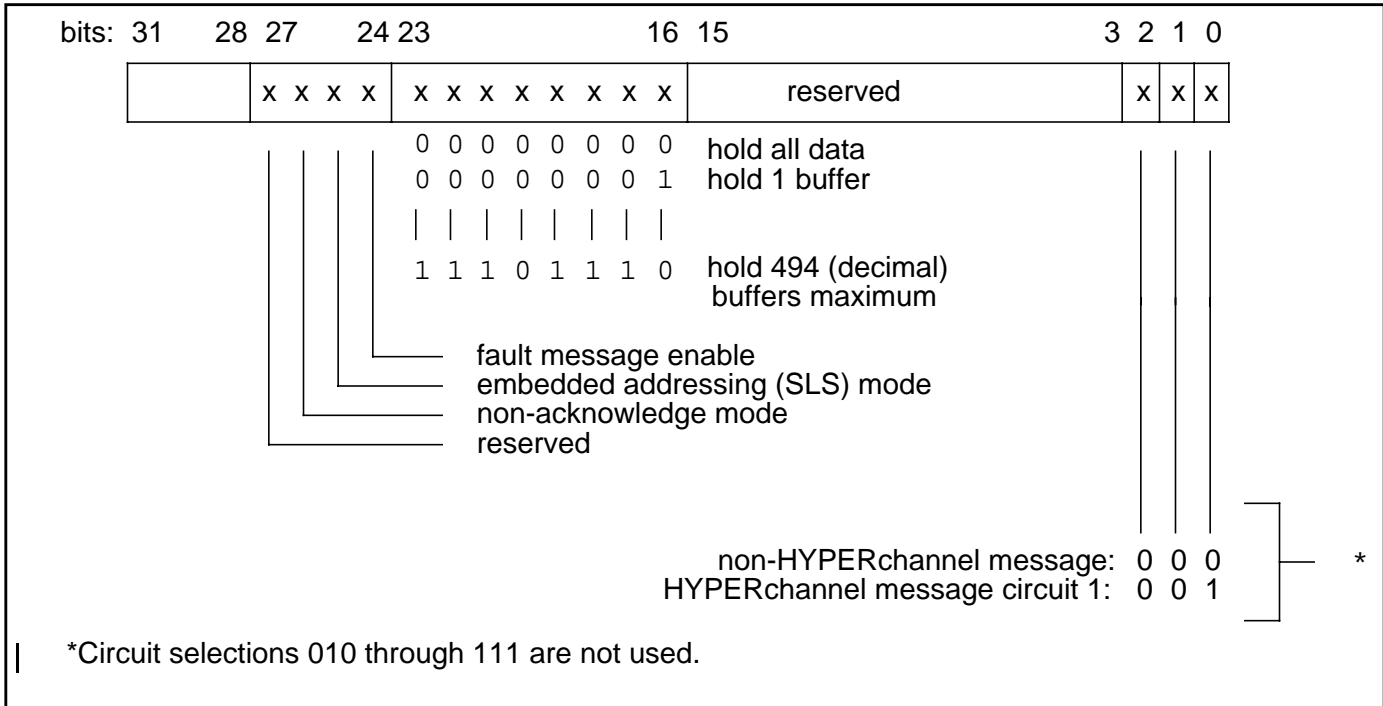 bits: 31 28 27 24 23 16 15 3 2 1 0
x x x x x x x x x x x x reserved x x x
0 0 0 0 0 0 0 0 hold all data
0 0 0 0 0 0 0 1 hold 1 buffer
1 1 1 0 1 1 1 0 hold 494 (decimal)
buffers maximum
fault message enable
embedded addressing (SLS) mode
non-acknowledge mode
reserved
non-HYPERchannel message: 0 0 0
HYPERchannel message circuit 1: 0 0 1
*
*Circuit selections 010 through 111 are not used.